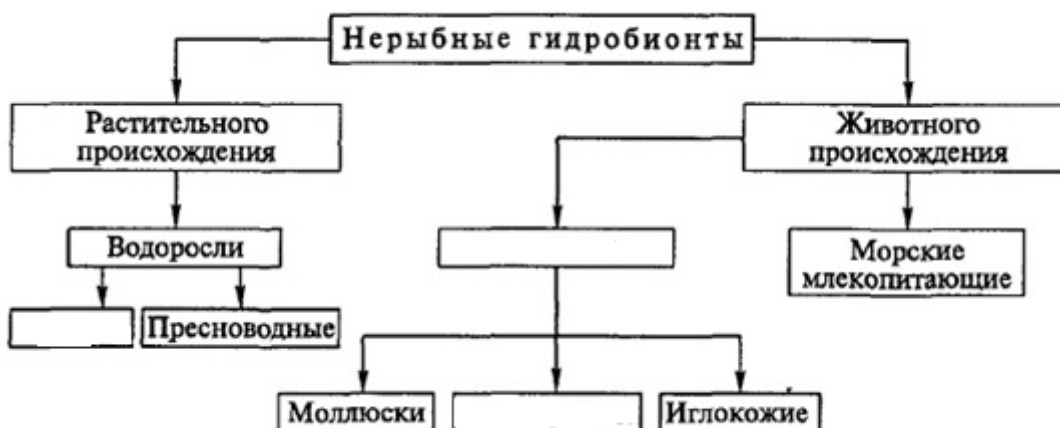 Нерыбные гидробионты
Растительного
происхождения
Животного
происхождения
Водоросли
Морские
млекопитающие
Пресноводные
Моллюски
Иглокожие